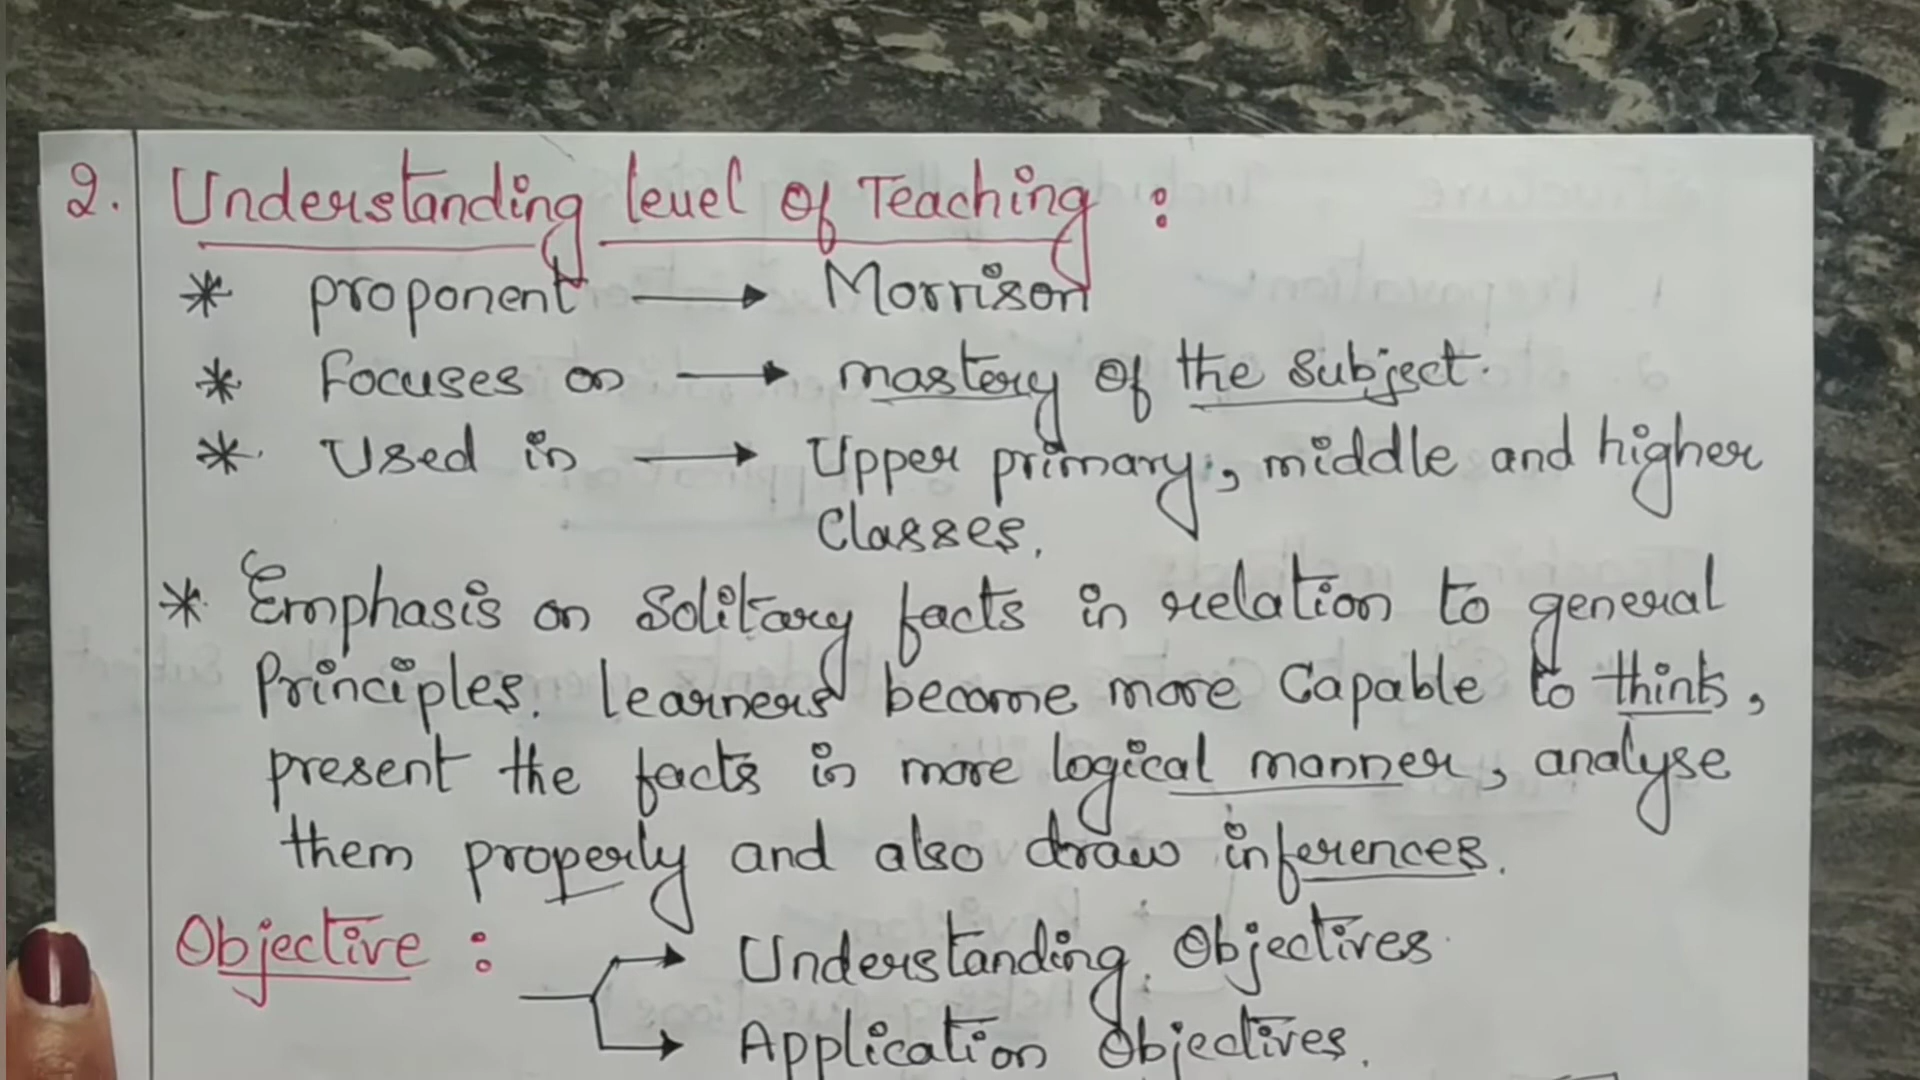 2. Understanding level of Teaching :
* proponent → Morrison
* Focuses on → mastery of the subject.
* Used in → Upper primary, middle and higher
Classes.
* Emphasis on Solitary facts in relation to general
Principles. learners become more Capable to think,
present the facts in more logical manner, analyse
them properly and also draw inferences.
Objective :
→ Understanding Objectives
→ Application Objectives.